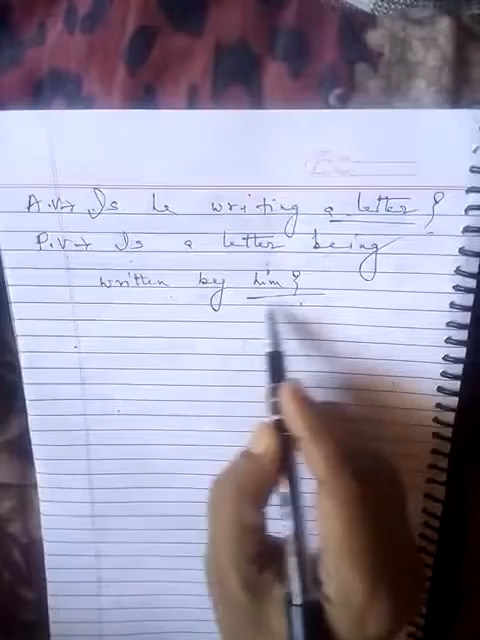 A.V→ Is he writing a letter?
P.V→ Is a letter being
written by him?